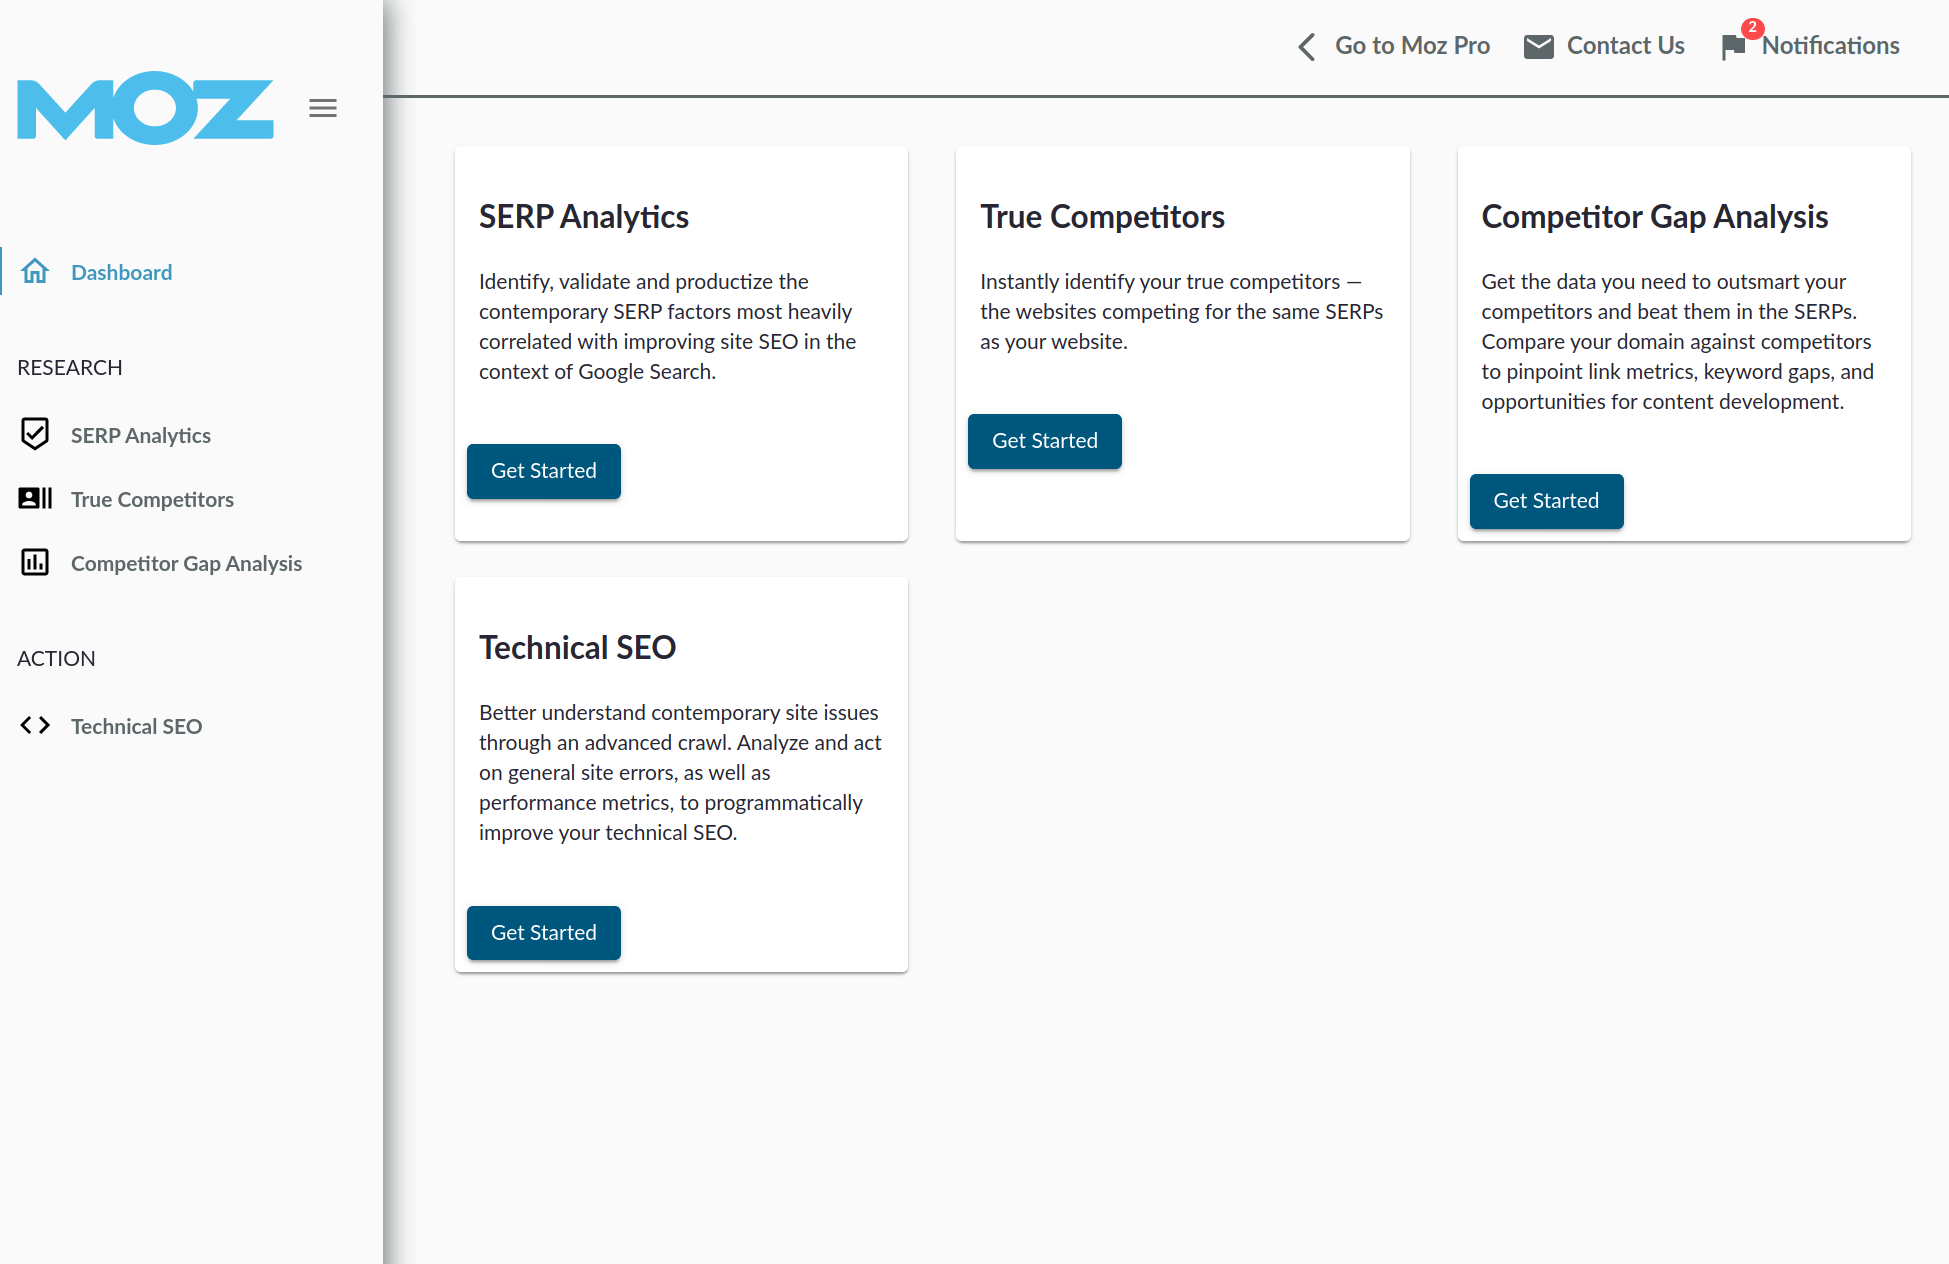 MOZ
Dashboard
RESEARCH
SERP Analytics
True Competitors
Competitor Gap Analysis
ACTION
Technical SEO
Go to Moz Pro
Contact Us
2
Notifications
SERP Analytics
Identify, validate and productize the
contemporary SERP factors most heavily
correlated with improving site SEO in the
context of Google Search.
Get Started
True Competitors
Instantly identify your true competitors —
the websites competing for the same SERPs
as your website.
Get Started
Competitor Gap Analysis
Get the data you need to outsmart your
competitors and beat them in the SERPs.
Compare your domain against competitors
to pinpoint link metrics, keyword gaps, and
opportunities for content development.
Get Started
Technical SEO
Better understand contemporary site issues
through an advanced crawl. Analyze and act
on general site errors, as well as
performance metrics, to programmatically
improve your technical SEO.
Get Started